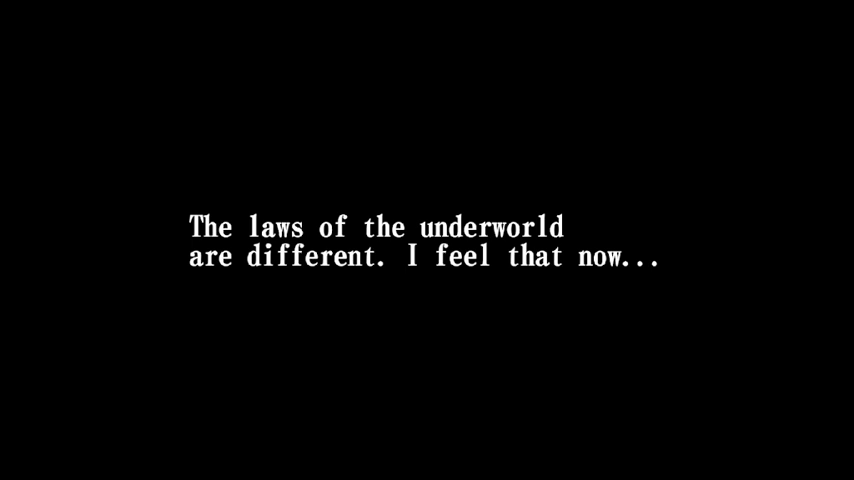 The laws of the underworld
are different. I feel that now...